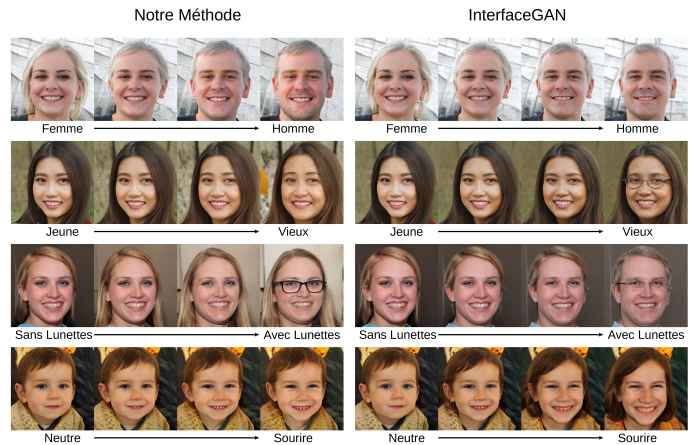 Notre Méthode InterfaceGAN
Femme Homme Femme Homme
Jeune Vieux Jeune Vieux
Sans Lunettes Avec Lunettes Sans Lunettes Avec Lunettes
Neutre Sourire Neutre Sourire